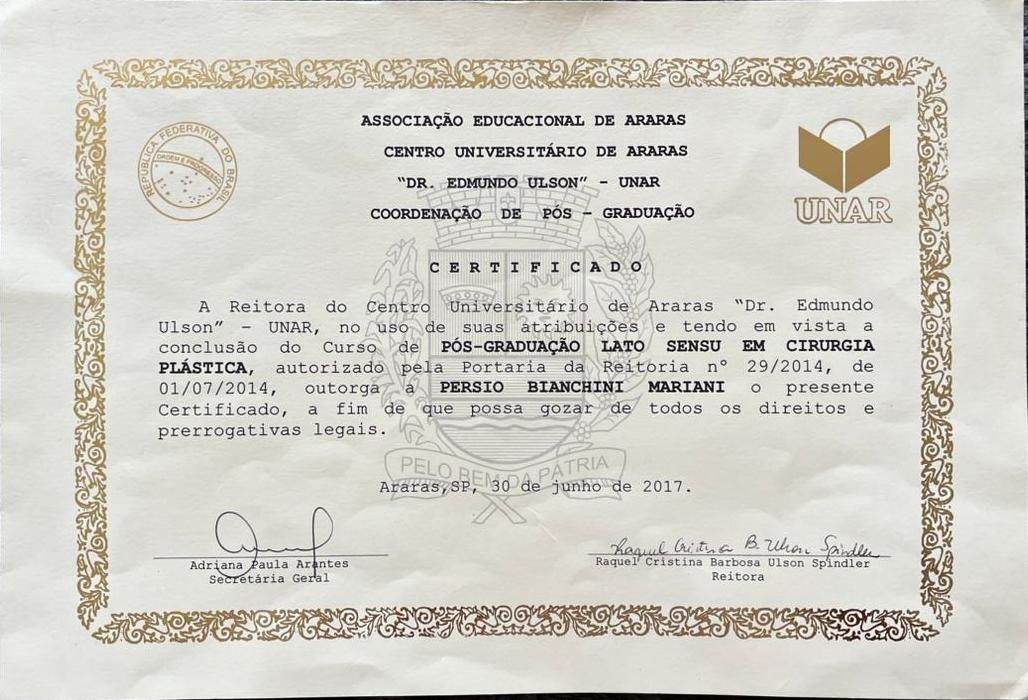 ASSOCIAÇÃO EDUCACIONAL DE ARARAS
CENTRO UNIVERSITÁRIO DE ARARAS
"DR. EDMUNDO ULSON" – UNAR
COORDENAÇÃO DE PÓS – GRADUAÇÃO
REPÚBLICA FEDERATIVA DO BRASIL
ORDEM E PROGRESSO
UNAR
CERTIFICADO
A Reitora do Centro Universitário de Araras "Dr. Edmundo
Ulson" – UNAR, no uso de suas atribuições e tendo em vista a
conclusão do Curso de PÓS-GRADUAÇÃO LATO SENSU EM CIRURGIA
PLÁSTICA, autorizado pela Portaria da Reitoria n° 29/2014, de
01/07/2014, outorga a PERSIO BIANCHINI MARIANI o presente
Certificado, a fim de que possa gozar de todos os direitos e
prerrogativas legais.
PELO BEM DA PÁTRIA
Araras,SP, 30 de junho de 2017.
Raquel Cristina B. Ulson Spindler
Adriana Paula Arantes
Secretária Geral
Raquel Cristina Barbosa Ulson Spindler
Reitora